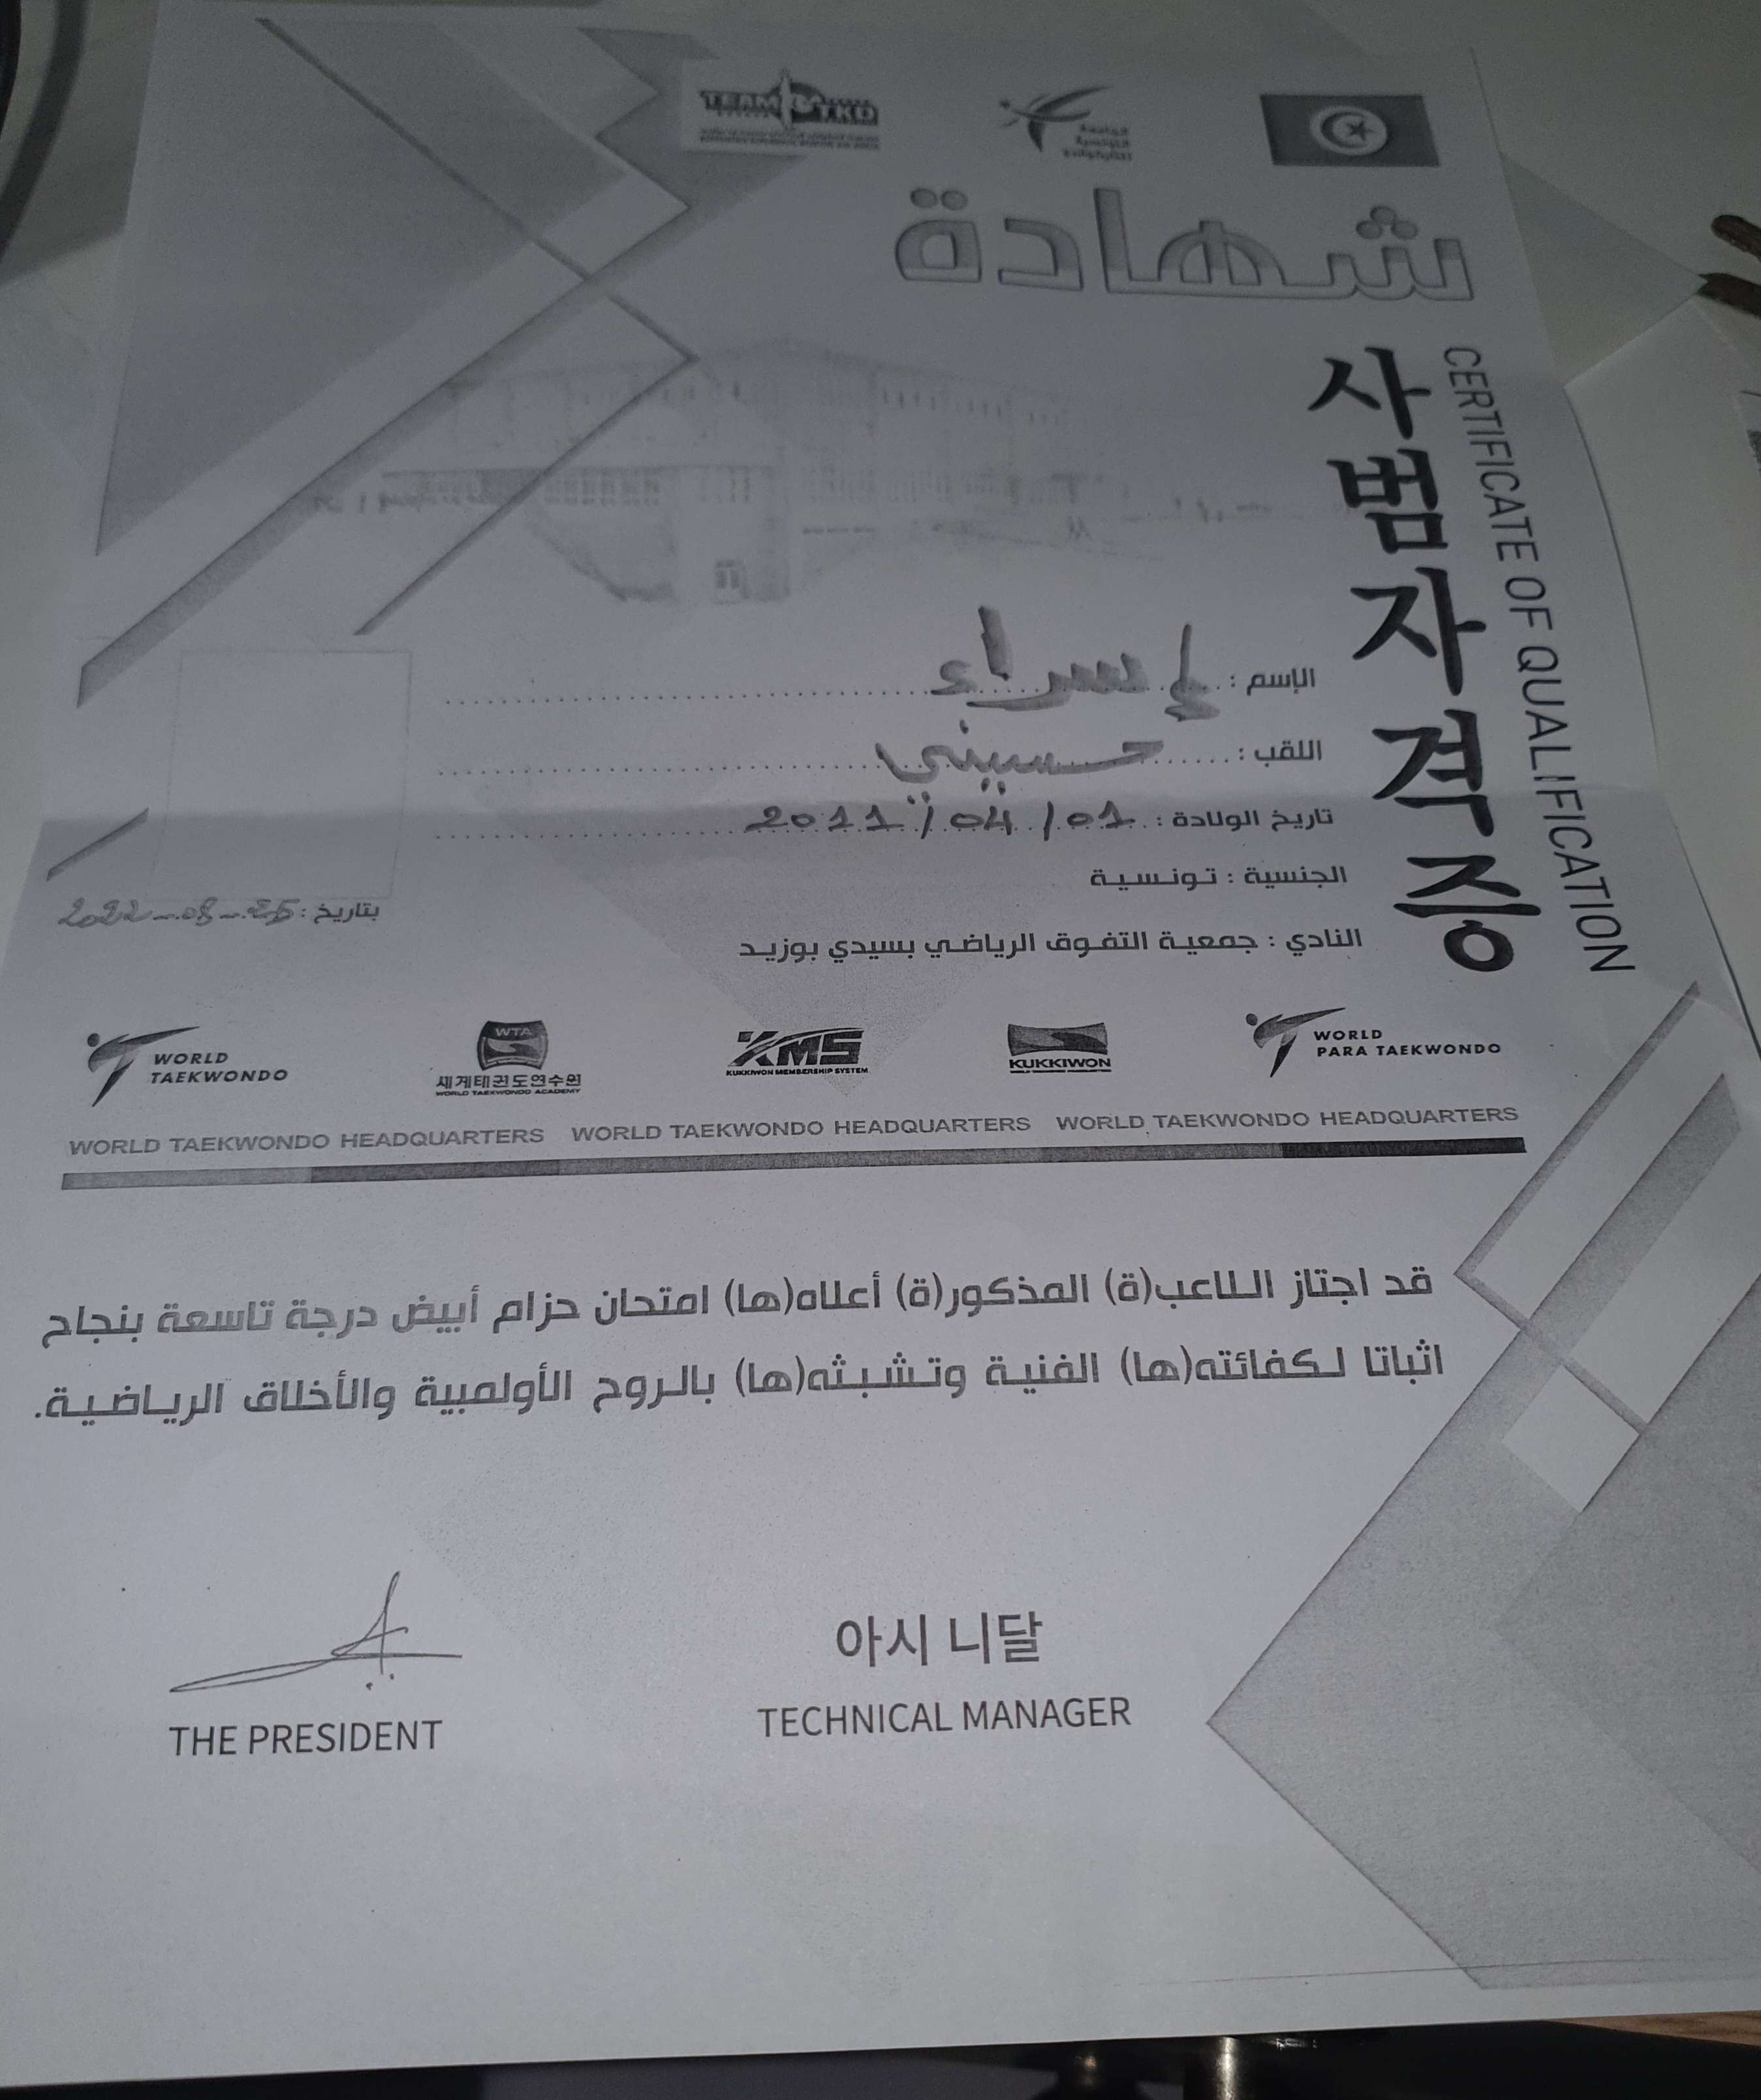 TEAM TKD
الجامعة
التونسية
للتايكواندو
شهادة
사범자격증
CERTIFICATE OF QUALIFICATION
الإسم : إسراء
اللقب : حسيني
تاريخ الولادة : 01 / 04 / 2011
الجنسية : تونسية
بتاريخ : 2022-08-25
النادي : جمعية التفوق الرياضي بسيدي بوزيد
WORLD TAEKWONDO
WTA
세계태권도연수원
WORLD TAEKWONDO ACADEMY
KMS
KUKKIWON MEMBERSHIP SYSTEM
KUKKIWON
WORLD PARA TAEKWONDO
WORLD TAEKWONDO HEADQUARTERS WORLD TAEKWONDO HEADQUARTERS WORLD TAEKWONDO HEADQUARTERS
قد اجتاز اللاعب(ة) المذكور(ة) أعلاه(ها) امتحان حزام أبيض درجة تاسعة بنجاح
اثباتا لكفائته(ها) الفنية وتشبثه(ها) بالروح الأولمبية والأخلاق الرياضية.
아시 니달
THE PRESIDENT
TECHNICAL MANAGER